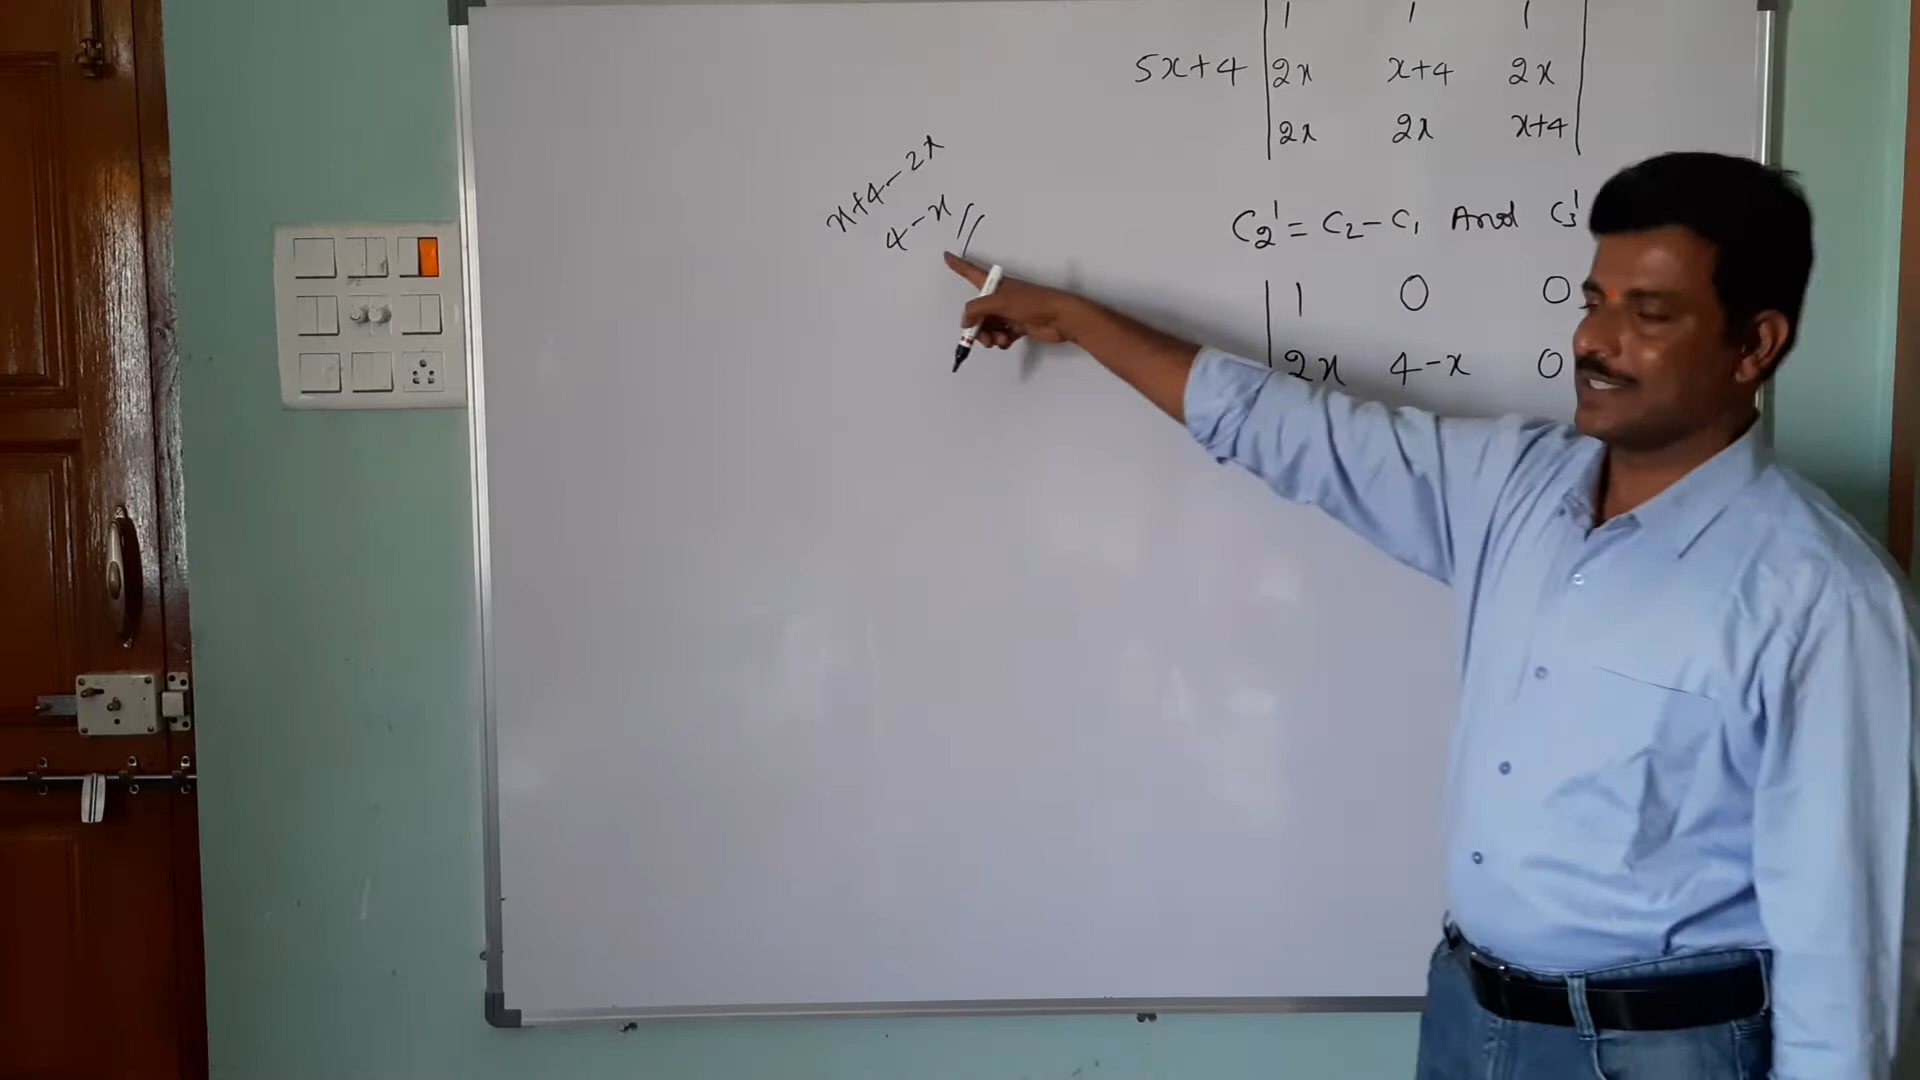 x+4-2x
4-x
1 1 1
5x+4 2x x+4 2x
2x 2x x+4
C2' = C2-C1 And C3'
1 0 0
2x 4-x 0